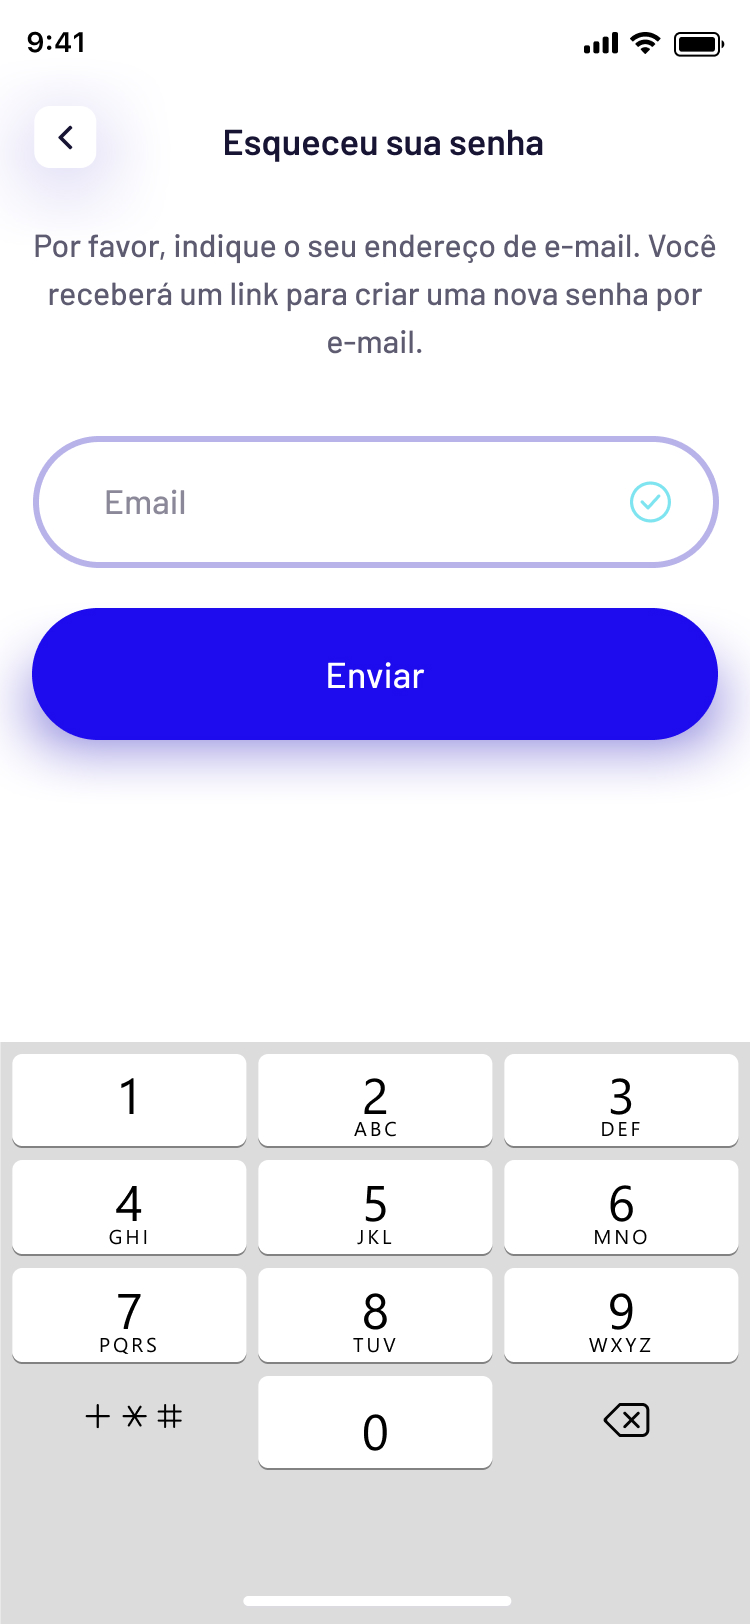 9:41
Esqueceu sua senha
Por favor, indique o seu endereço de e-mail. Você
receberá um link para criar uma nova senha por
e-mail.
Email
Enviar
1
2
ABC
3
DEF
4
GHI
5
JKL
6
MNO
7
PQRS
8
TUV
9
WXYZ
+ * #
0